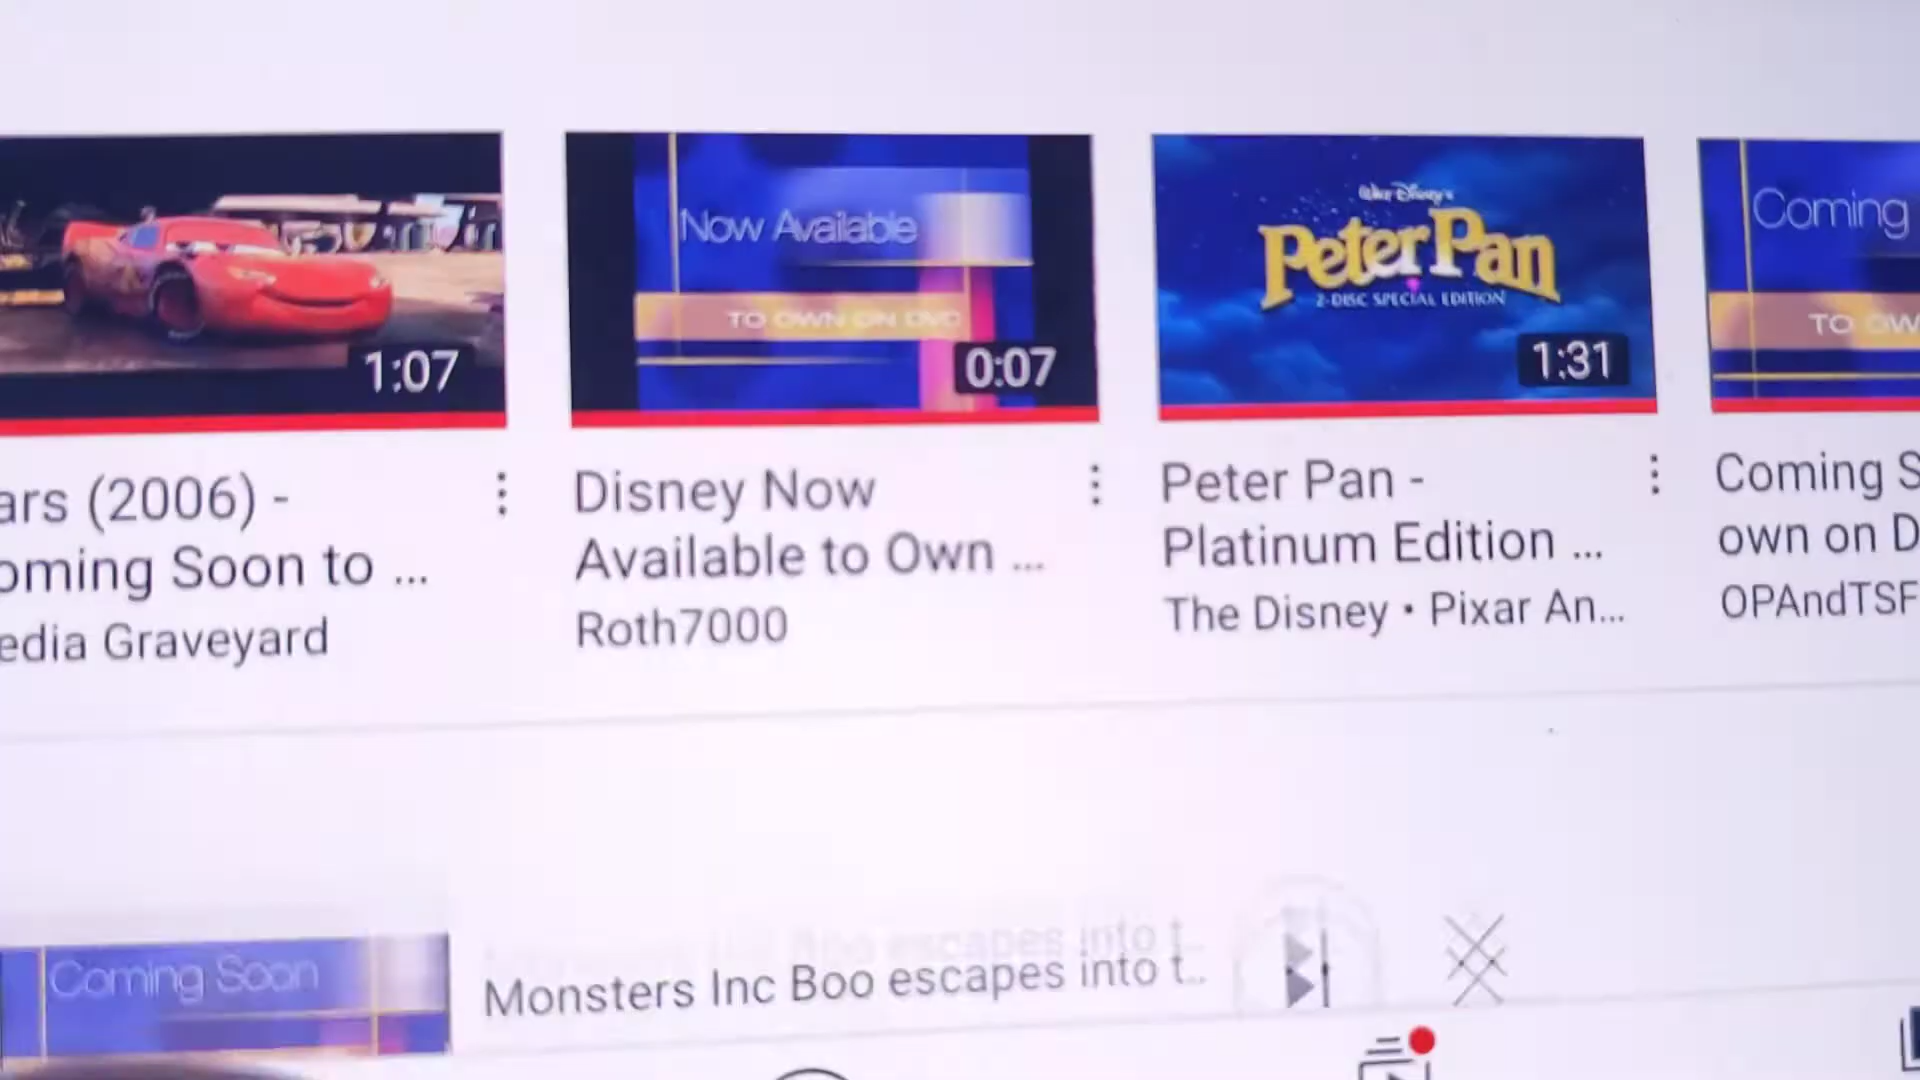 1:07
Now Available
TO OWN ON DVD
0:07
Walt Disney's
Peter Pan
2-DISC SPECIAL EDITION
1:31
Coming
TO OW
ars (2006) -
oming Soon to ...
edia Graveyard
Disney Now
Available to Own ...
Roth7000
Peter Pan -
Platinum Edition ...
The Disney • Pixar An...
Coming S
own on D
OPAndTSF
Coming Soon
Monsters Inc Boo escapes into t..